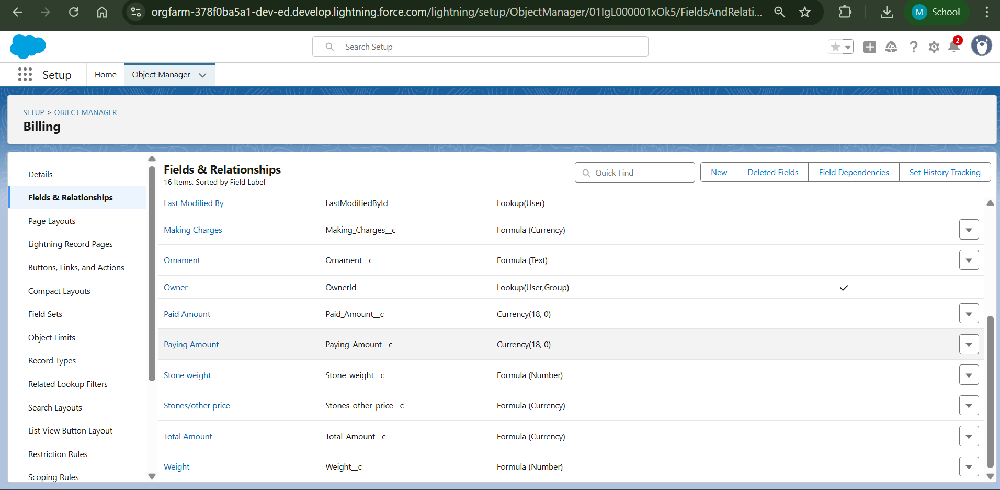 orgfarm-378f0ba5a1-dev-ed.develop.lightning.force.com/lightning/setup/ObjectManager/01IgL000001xOk5/FieldsAndRelati...
M School
Search Setup
2
Setup Home Object Manager
SETUP > OBJECT MANAGER
Billing
Details
Fields & Relationships
Page Layouts
Lightning Record Pages
Buttons, Links, and Actions
Compact Layouts
Field Sets
Object Limits
Record Types
Related Lookup Filters
Search Layouts
List View Button Layout
Restriction Rules
Scoping Rules
Fields & Relationships
16 Items, Sorted by Field Label
Quick Find
New Deleted Fields Field Dependencies Set History Tracking
Last Modified By LastModifiedById Lookup(User)
Making Charges Making_Charges__c Formula (Currency)
Ornament Ornament__c Formula (Text)
Owner OwnerId Lookup(User,Group)
Paid Amount Paid_Amount__c Currency(18, 0)
Paying Amount Paying_Amount__c Currency(18, 0)
Stone weight Stone_weight__c Formula (Number)
Stones/other price Stones_other_price__c Formula (Currency)
Total Amount Total_Amount__c Formula (Currency)
Weight Weight__c Formula (Number)